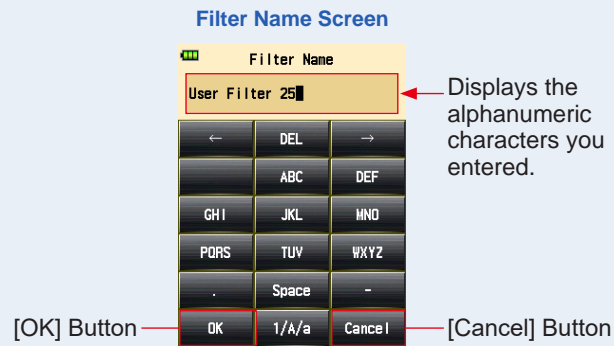 Filter Name Screen
Filter Name
User Filter 25
Displays the
alphanumeric
characters you
entered.
← DEL →
ABC DEF
GHI JKL MNO
PQRS TUV WXYZ
. Space -
OK 1/A/a Cancel
[OK] Button
[Cancel] Button